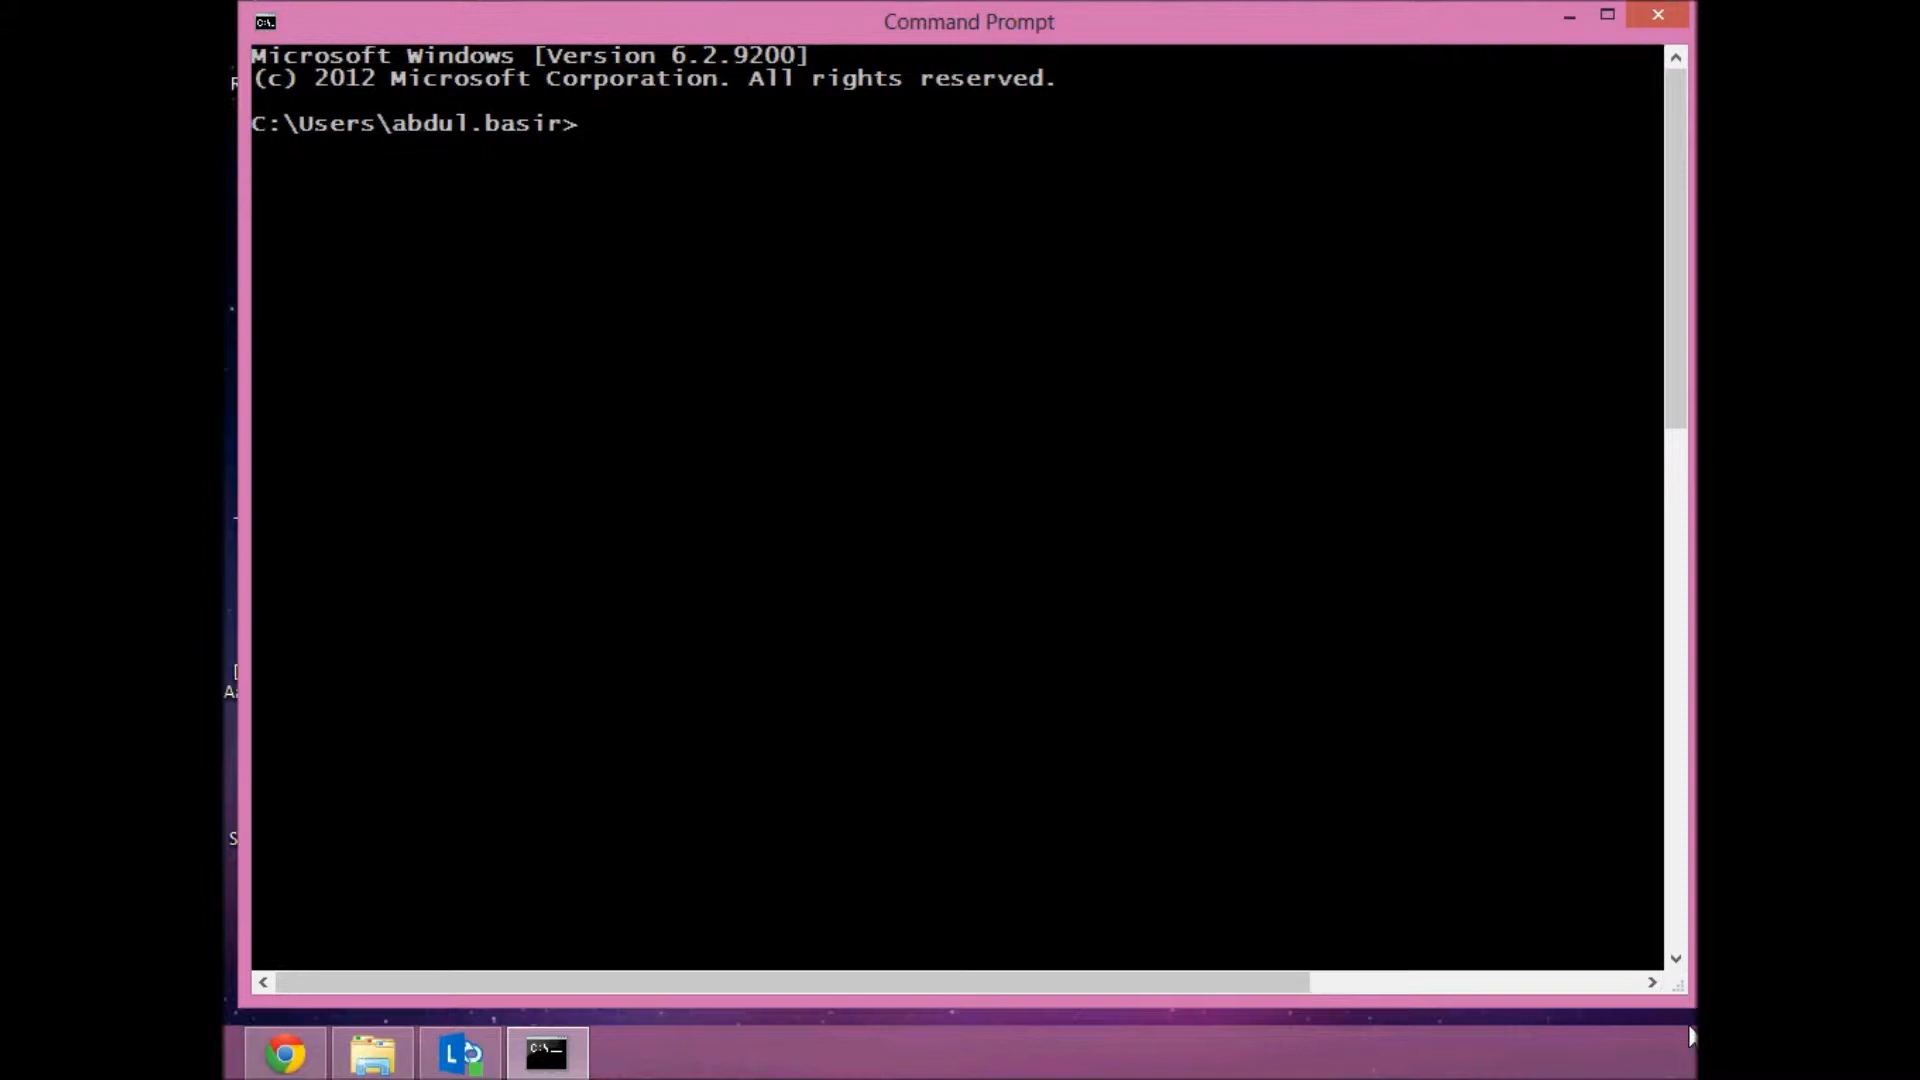 Command Prompt
Microsoft Windows [Version 6.2.9200]
(c) 2012 Microsoft Corporation. All rights reserved.
C:\Users\abdul.basir>